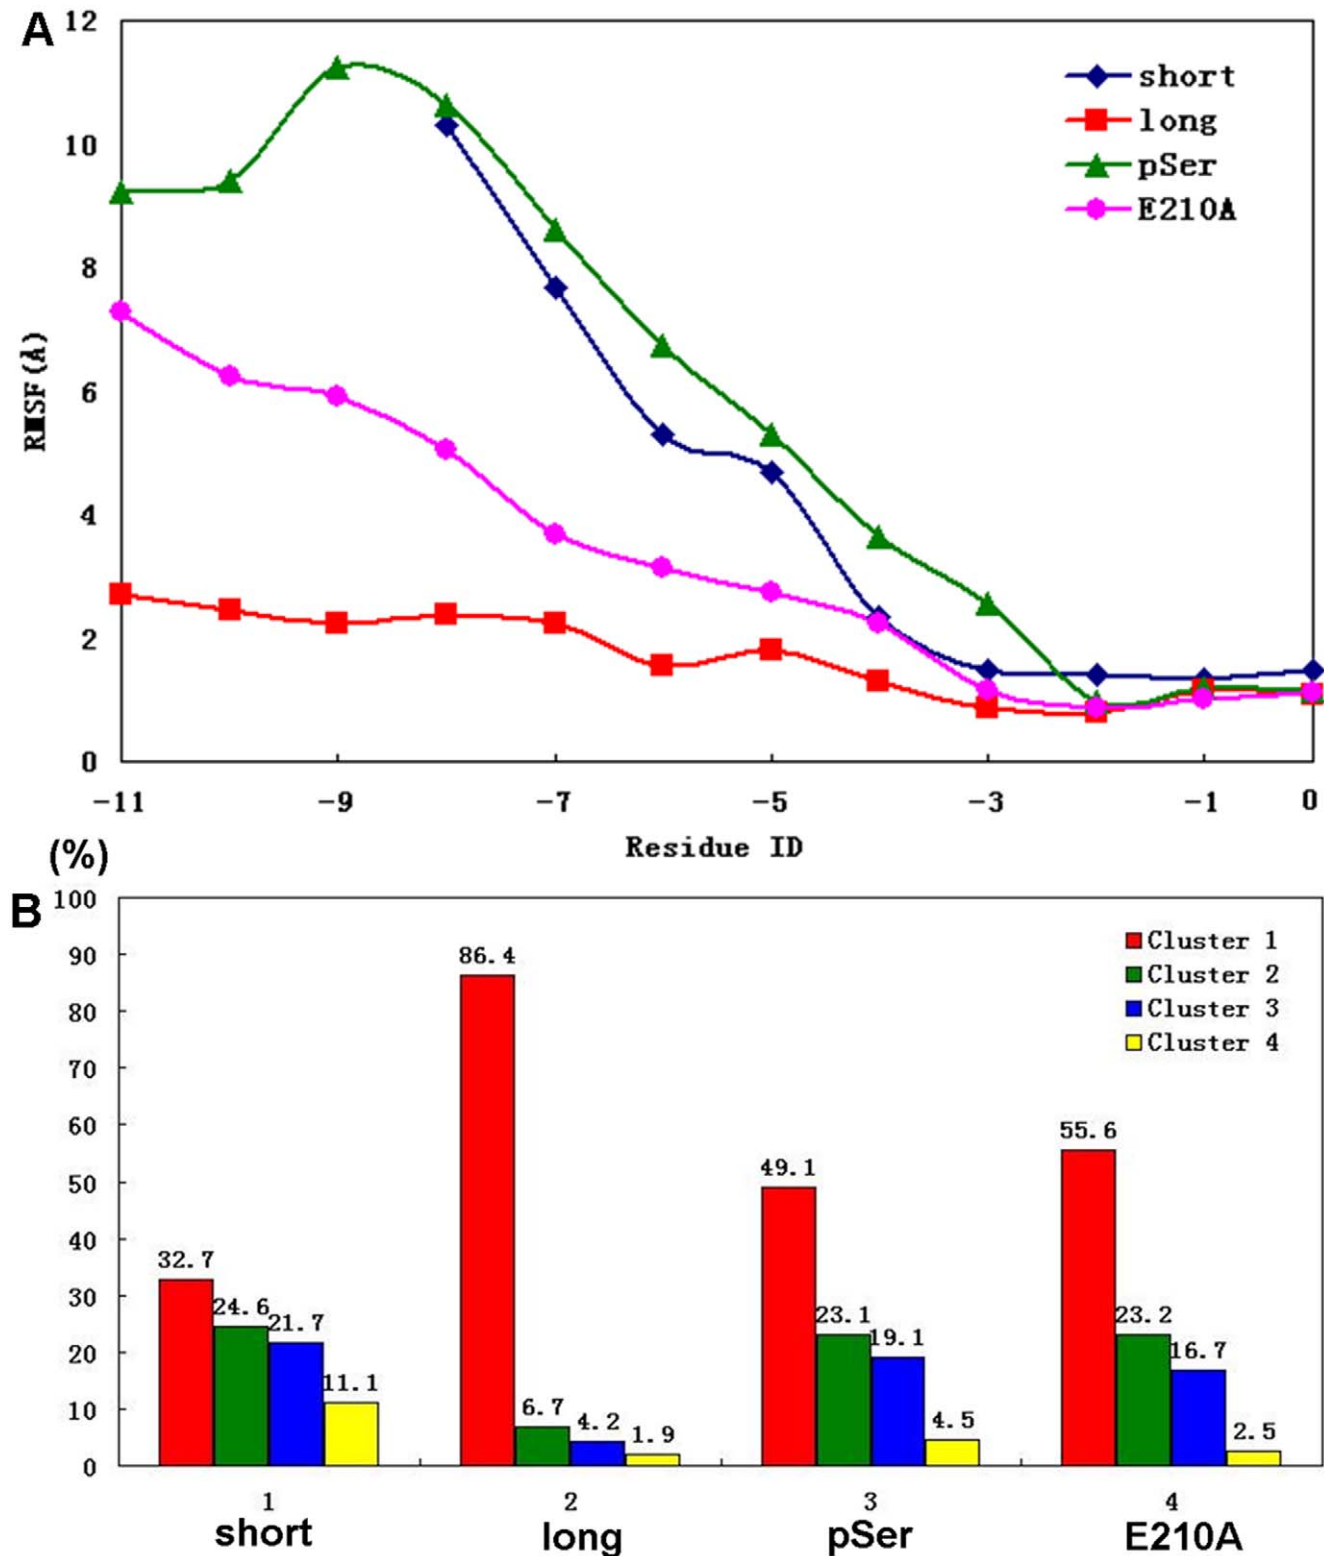 A
12
10
8
6
4
2
0
RMSF(Å)
short
long
pSer
E210A
-11 -9 -7 -5 -3 -1 0
Residue ID
(%)
B
100
90
80
70
60
50
40
30
20
10
0
Cluster 1
Cluster 2
Cluster 3
Cluster 4
32.7 24.6 21.7 11.1
86.4 6.7 4.2 1.9
49.1 23.1 19.1 4.5
55.6 23.2 16.7 2.5
1 2 3 4
short long pSer E210A